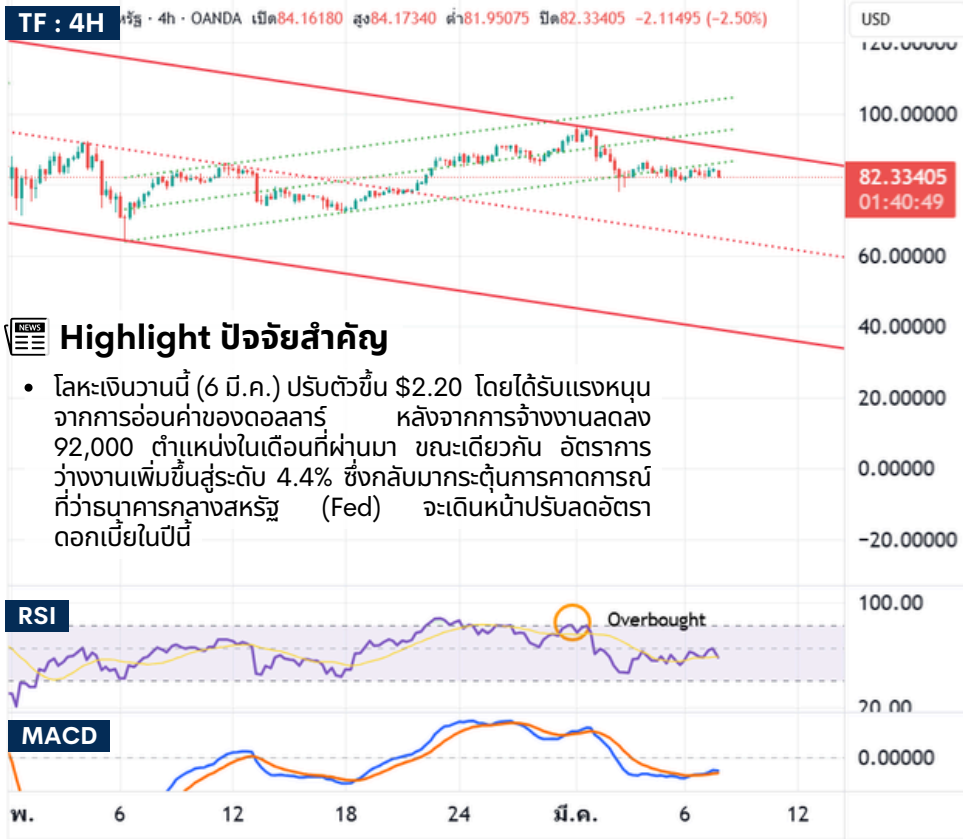 TF : 4H รัฐ · 4h · OANDA เปิด84.16180 สูง84.17340 ต่ำ81.95075 ปิด82.33405 −2.11495 (−2.50%)
USD
120.00000
100.00000
82.33405
01:40:49
60.00000
40.00000
20.00000
0.00000
−20.00000
NEWS
Highlight ปัจจัยสำคัญ
• โลหะเงินวานนี้ (6 มี.ค.) ปรับตัวขึ้น $2.20 โดยได้รับแรงหนุน
จากการอ่อนค่าของดอลลาร์ หลังจากการจ้างงานลดลง
92,000 ตำแหน่งในเดือนที่ผ่านมา ขณะเดียวกัน อัตราการ
ว่างงานเพิ่มขึ้นสู่ระดับ 4.4% ซึ่งกลับมากระตุ้นการคาดการณ์
ที่ว่าธนาคารกลางสหรัฐ (Fed) จะเดินหน้าปรับลดอัตรา
ดอกเบี้ยในปีนี้
RSI
Overbought
100.00
20.00
MACD
0.00000
พ. 6 12 18 24 มี.ค. 6 12